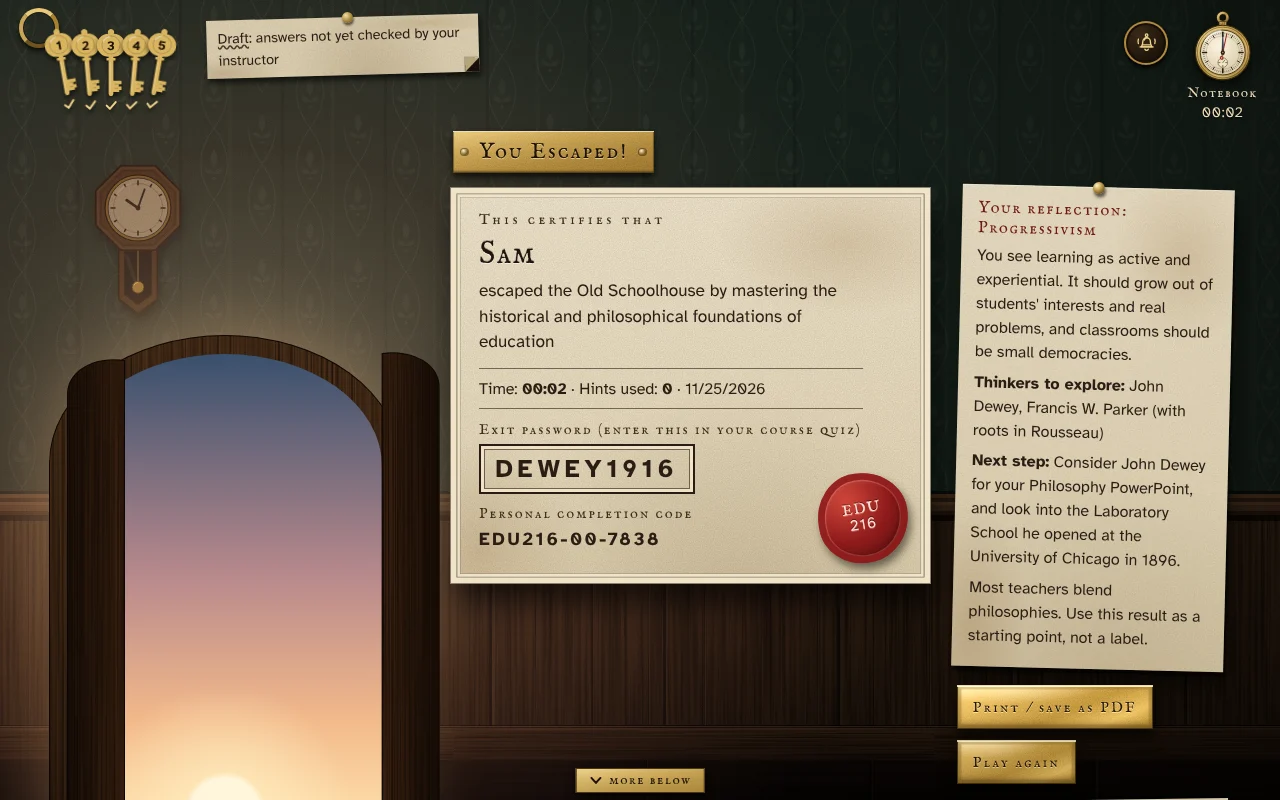 1 2 3 4 5
Draft: answers not yet checked by your
instructor
Notebook
00:02
You Escaped!
This certifies that
Sam
escaped the Old Schoolhouse by mastering the
historical and philosophical foundations of
education
Time: 00:02 · Hints used: 0 · 11/25/2026
Exit password (enter this in your course quiz)
DEWEY1916
Personal completion code
EDU216-00-7838
EDU
216
Your reflection:
Progressivism
You see learning as active and
experiential. It should grow out of
students' interests and real
problems, and classrooms should
be small democracies.
Thinkers to explore: John
Dewey, Francis W. Parker (with
roots in Rousseau)
Next step: Consider John Dewey
for your Philosophy PowerPoint,
and look into the Laboratory
School he opened at the
University of Chicago in 1896.
Most teachers blend
philosophies. Use this result as a
starting point, not a label.
Print / save as PDF
Play again
more below